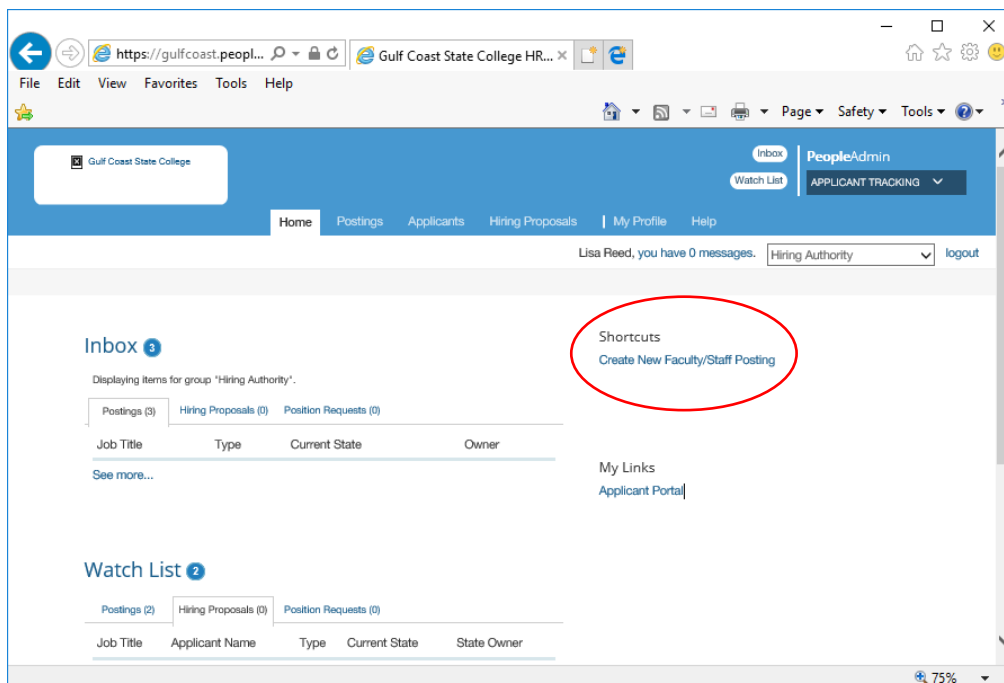 https://gulfcoast.peopl...
Gulf Coast State College HR...
File Edit View Favorites Tools Help
Page Safety Tools
Gulf Coast State College
Inbox
PeopleAdmin
Watch List
APPLICANT TRACKING
Home Postings Applicants Hiring Proposals | My Profile Help
Lisa Reed, you have 0 messages. Hiring Authority logout
Inbox 3
Displaying items for group "Hiring Authority".
Postings (3) Hiring Proposals (0) Position Requests (0)
Job Title Type Current State Owner
See more...
Shortcuts
Create New Faculty/Staff Posting
My Links
Applicant Portal
Watch List 2
Postings (2) Hiring Proposals (0) Position Requests (0)
Job Title Applicant Name Type Current State State Owner
75%